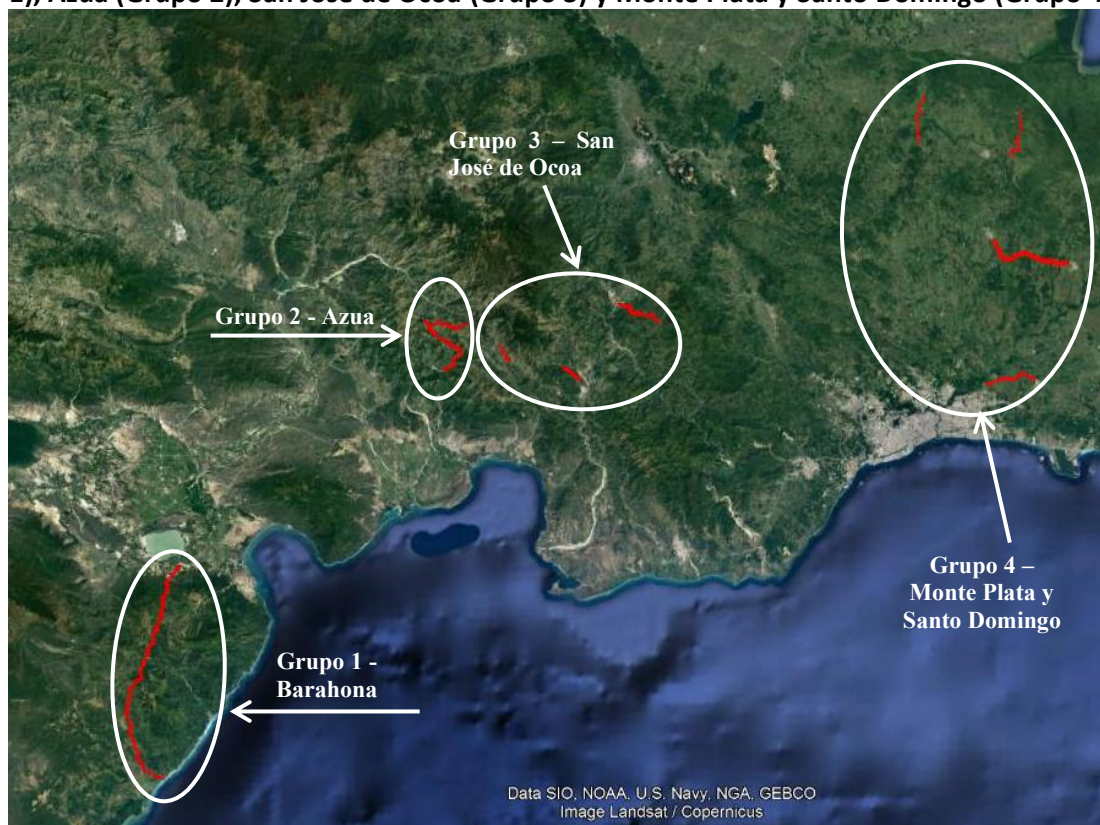 1), Azua (Grupo 2), San José de Ocoa (Grupo 3) y Monte Plata y Santo Domingo (Grupo 4
Grupo 3 – San
José de Ocoa
Grupo 2 - Azua
Grupo 4 –
Monte Plata y
Santo Domingo
Grupo 1 -
Barahona
Data SIO, NOAA, U.S. Navy, NGA, GEBCO
Image Landsat / Copernicus